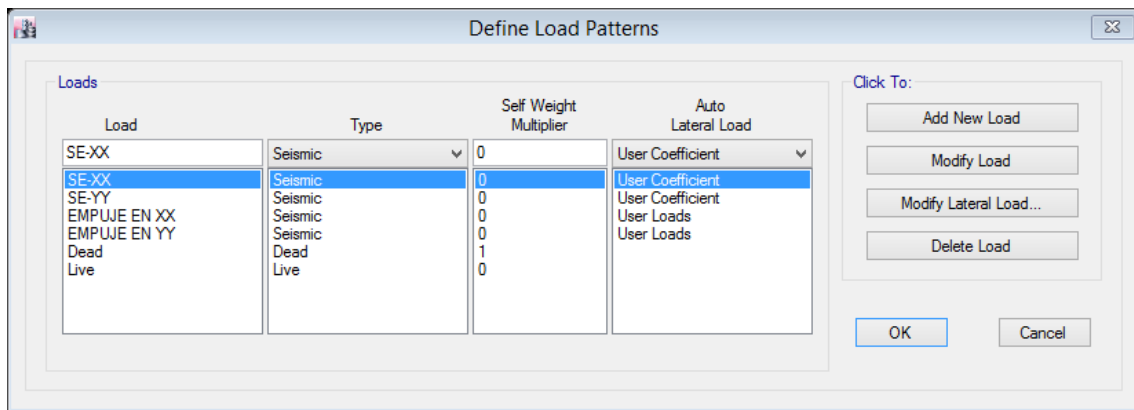 Define Load Patterns
Loads
Click To:
Load
Type
Self Weight
Multiplier
Auto
Lateral Load
SE-XX Seismic 0 User Coefficient
SE-XX Seismic 0 User Coefficient
SE-YY Seismic 0 User Coefficient
EMPUJE EN XX Seismic 0 User Loads
EMPUJE EN YY Seismic 0 User Loads
Dead Dead 1
Live Live 0
Add New Load
Modify Load
Modify Lateral Load...
Delete Load
OK
Cancel